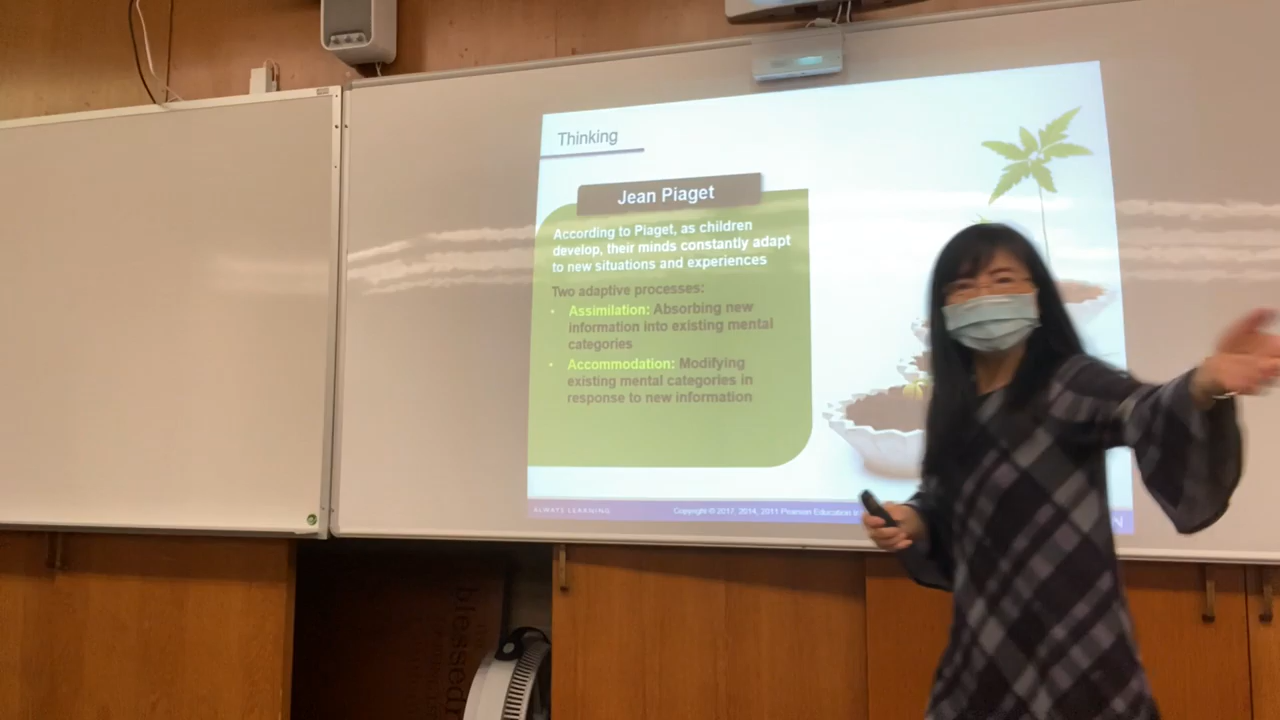 Thinking
Jean Piaget
According to Piaget, as children
develop, their minds constantly adapt
to new situations and experiences
Two adaptive processes:
• Assimilation: Absorbing new
information into existing mental
categories
• Accommodation: Modifying
existing mental categories in
response to new information
ALWAYS LEARNING
Copyright © 2017, 2014, 2011 Pearson Education
blessed